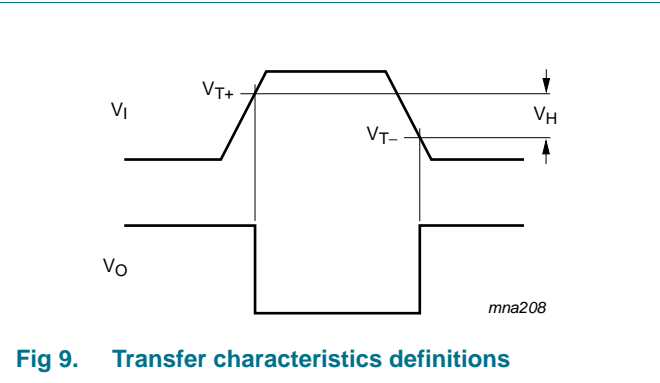 VT+
VI
VH
VT−
VO
mna208
Fig 9. Transfer characteristics definitions